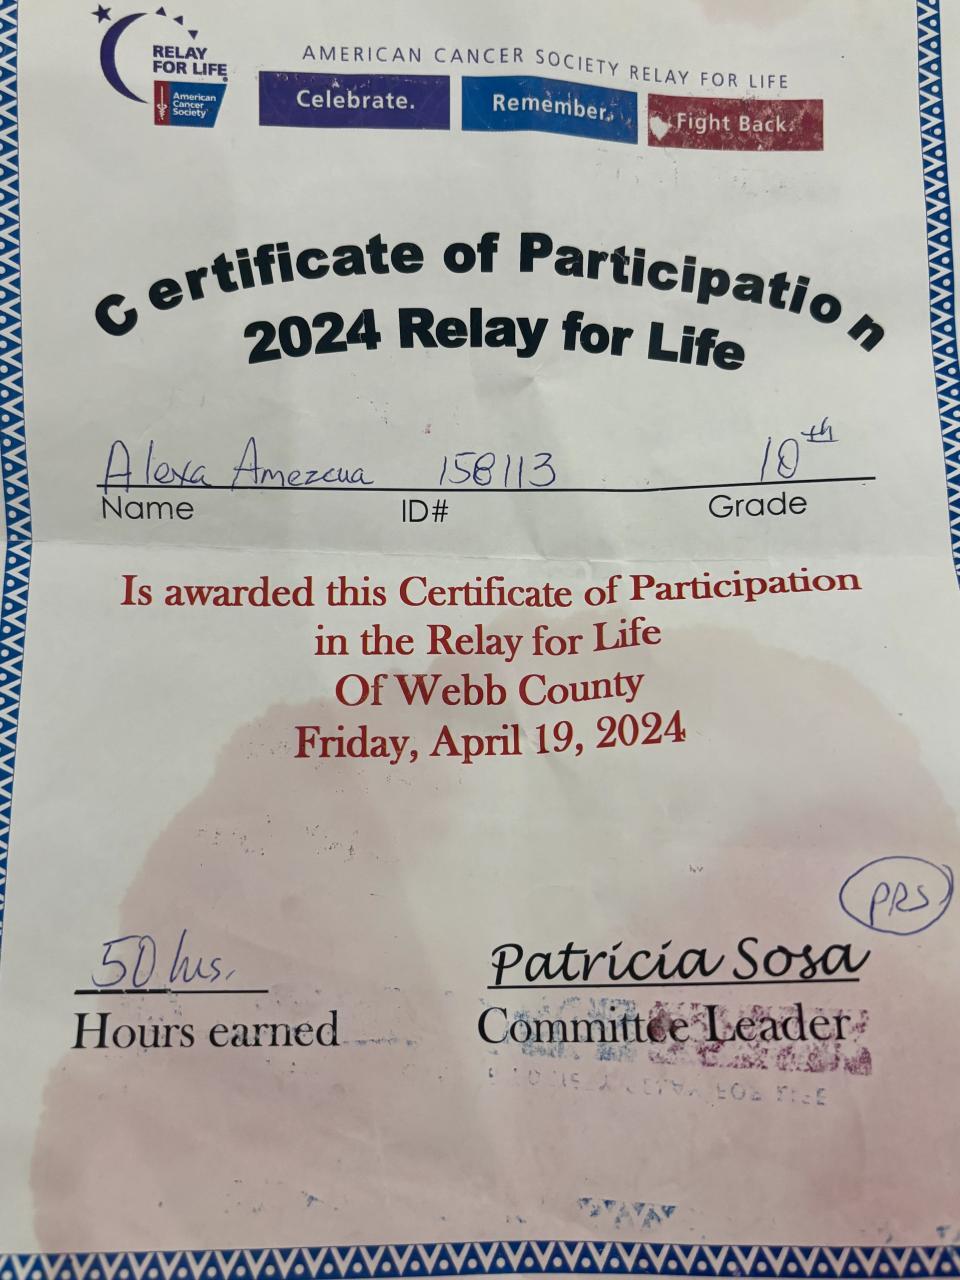 RELAY
FOR LIFE
American
Cancer
Society
AMERICAN CANCER SOCIETY RELAY FOR LIFE
Celebrate.
Remember.
Fight Back.
Certificate of Participation
2024 Relay for Life
Alexa Amezcua 158113 10th
Name ID# Grade
Is awarded this Certificate of Participation
in the Relay for Life
Of Webb County
Friday, April 19, 2024
PRS
50 hrs. Patricia Sosa
Hours earned Committee Leader